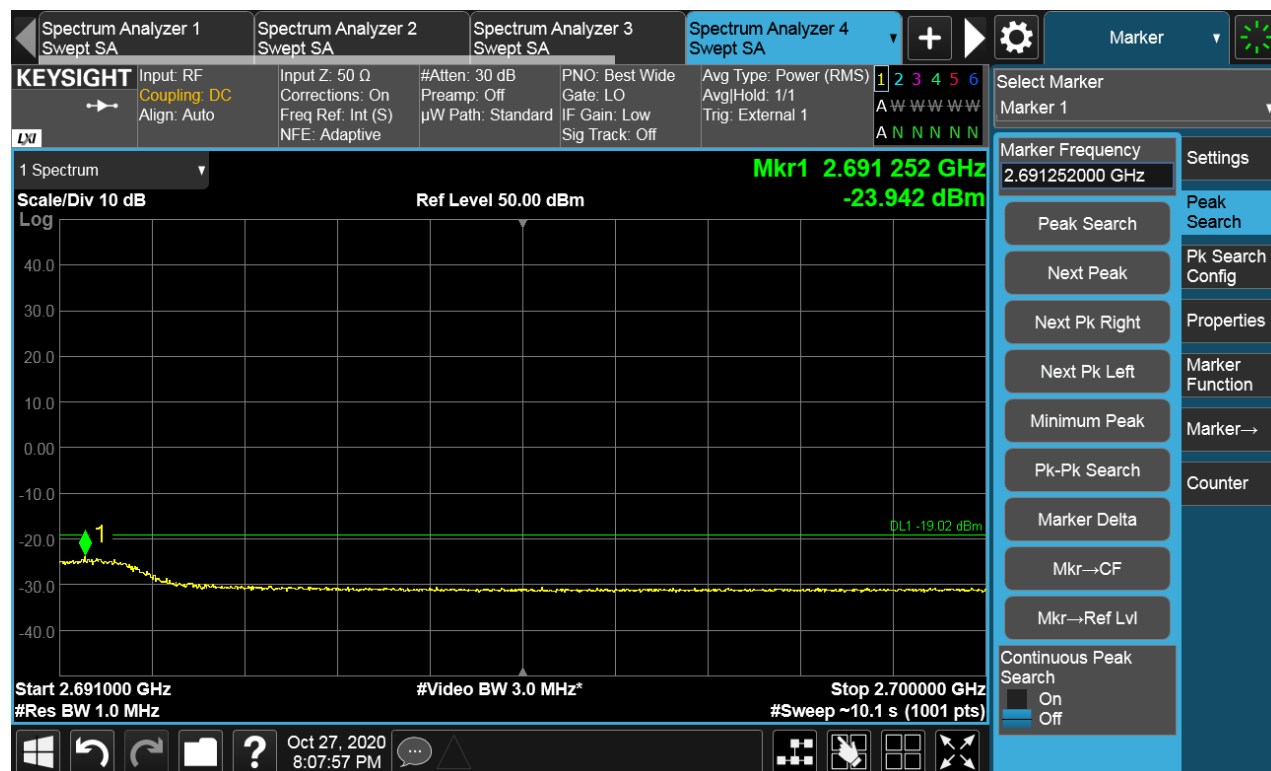 Spectrum Analyzer 1
Swept SA
Spectrum Analyzer 2
Swept SA
Spectrum Analyzer 3
Swept SA
Spectrum Analyzer 4
Swept SA
+
Marker
KEYSIGHT
LXI
Input: RF
Coupling: DC
Align: Auto
Input Z: 50 Ω
Corrections: On
Freq Ref: Int (S)
NFE: Adaptive
#Atten: 30 dB
Preamp: Off
µW Path: Standard
PNO: Best Wide
Gate: LO
IF Gain: Low
Sig Track: Off
Avg Type: Power (RMS)
Avg|Hold: 1/1
Trig: External 1
1 2 3 4 5 6
A W W W W W
A N N N N N
Select Marker
Marker 1
1 Spectrum
Mkr1 2.691 252 GHz
-23.942 dBm
Scale/Div 10 dB
Ref Level 50.00 dBm
Log
40.0
30.0
20.0
10.0
0.00
-10.0
-20.0
-30.0
-40.0
1
DL1 -19.02 dBm
Start 2.691000 GHz
#Video BW 3.0 MHz*
Stop 2.700000 GHz
#Res BW 1.0 MHz
#Sweep ~10.1 s (1001 pts)
Marker Frequency
2.691252000 GHz
Peak Search
Next Peak
Next Pk Right
Next Pk Left
Minimum Peak
Pk-Pk Search
Marker Delta
Mkr→CF
Mkr→Ref Lvl
Continuous Peak
Search
On
Off
Settings
Peak
Search
Pk Search
Config
Properties
Marker
Function
Marker→
Counter
?
Oct 27, 2020
8:07:57 PM